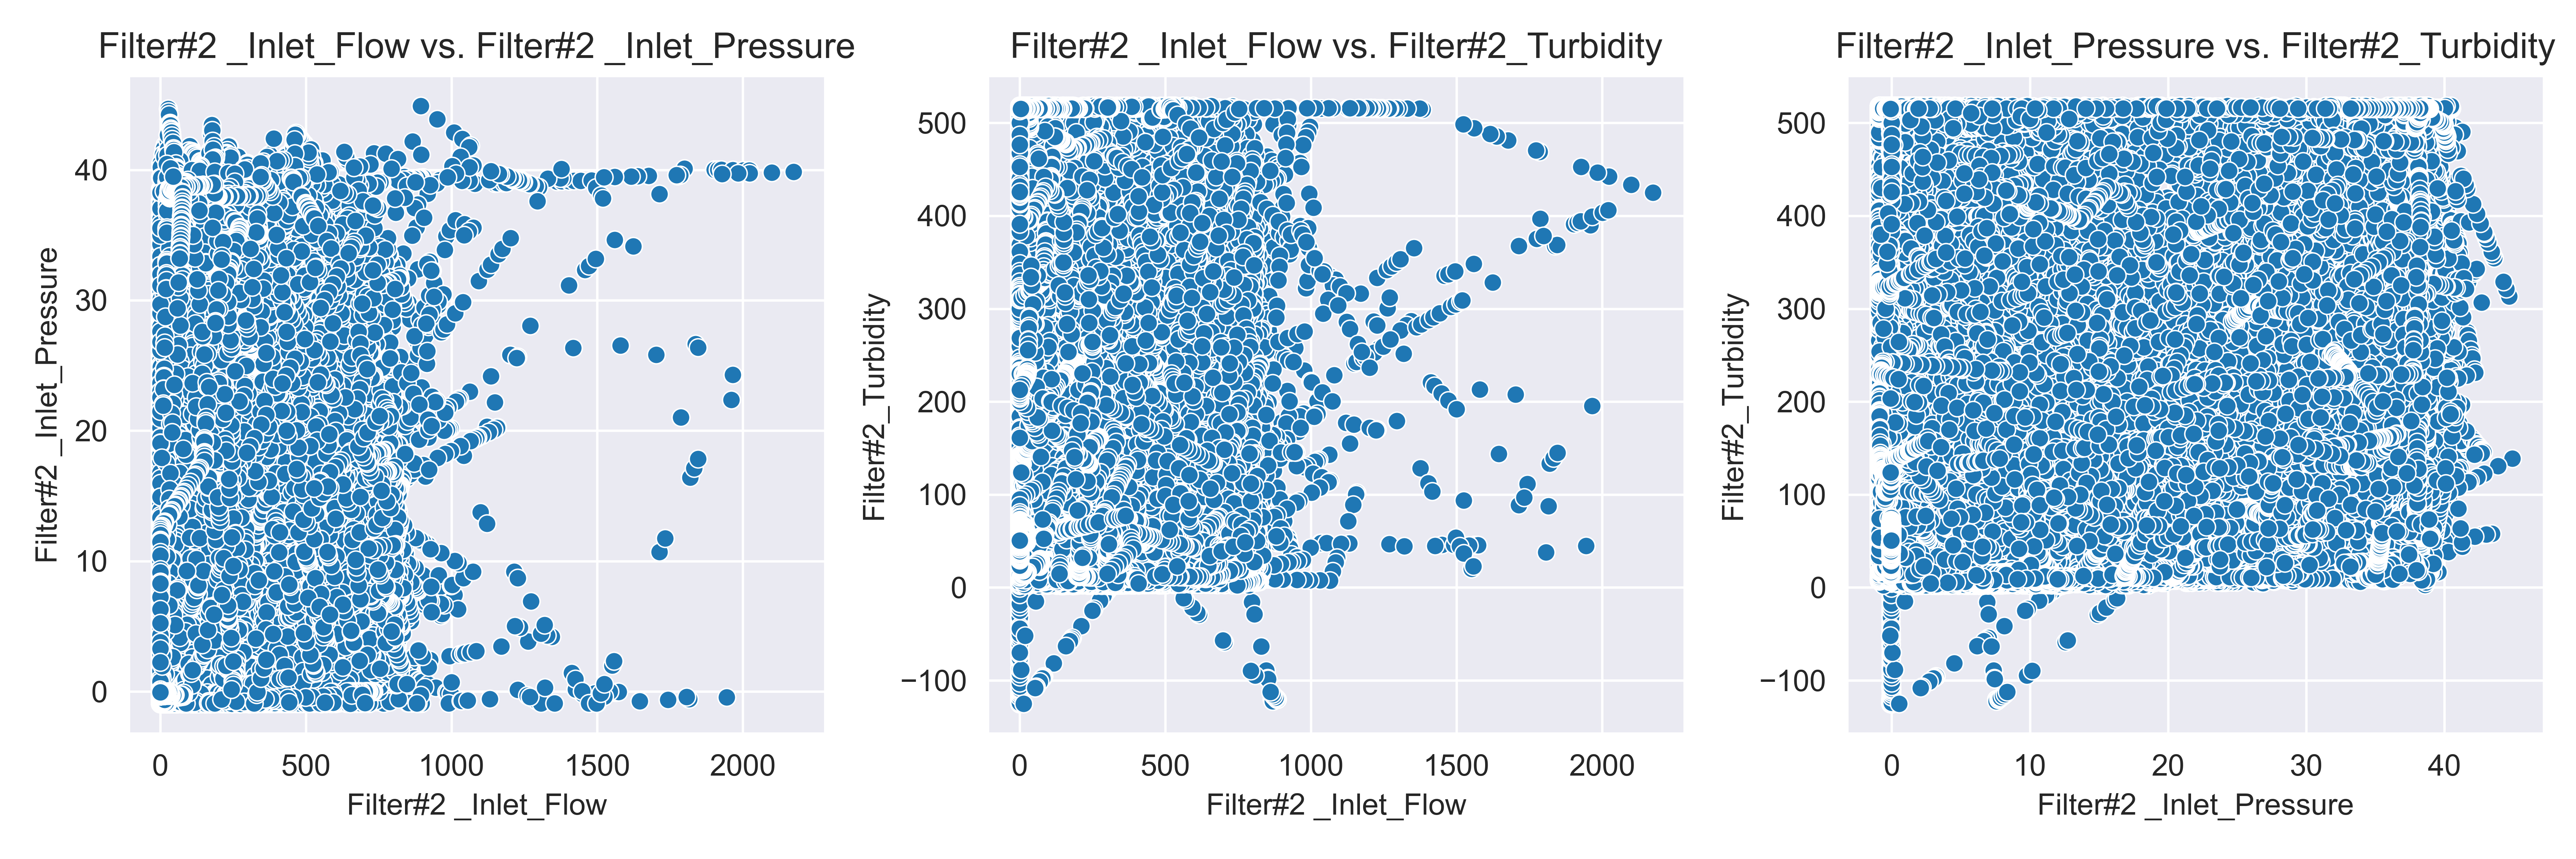 Filter#2 _Inlet_Flow vs. Filter#2 _Inlet_Pressure
40
30
20
10
0
Filter#2 _Inlet_Pressure
0 500 1000 1500 2000
Filter#2 _Inlet_Flow
Filter#2 _Inlet_Flow vs. Filter#2_Turbidity
500
400
300
200
100
0
−100
Filter#2_Turbidity
0 500 1000 1500 2000
Filter#2 _Inlet_Flow
Filter#2 _Inlet_Pressure vs. Filter#2_Turbidity
500
400
300
200
100
0
−100
Filter#2_Turbidity
0 10 20 30 40
Filter#2 _Inlet_Pressure